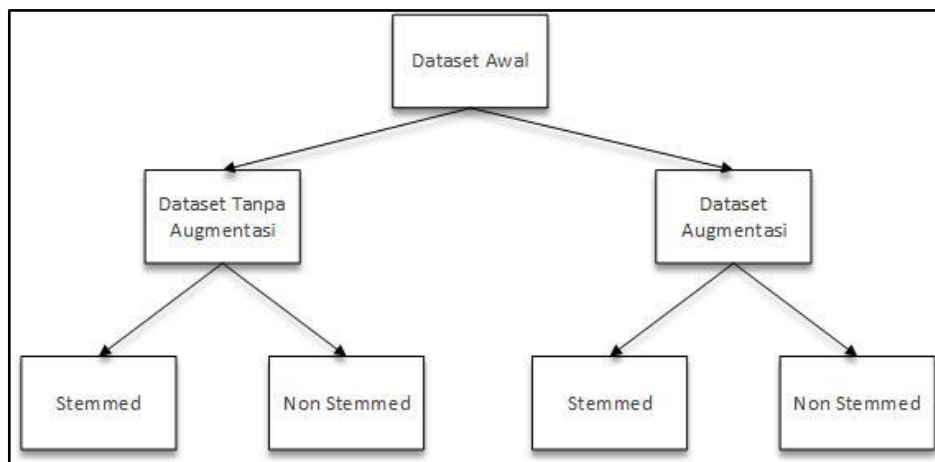 Dataset Awal
Dataset Tanpa
Augmentasi
Dataset
Augmentasi
Stemmed
Non Stemmed
Stemmed
Non Stemmed